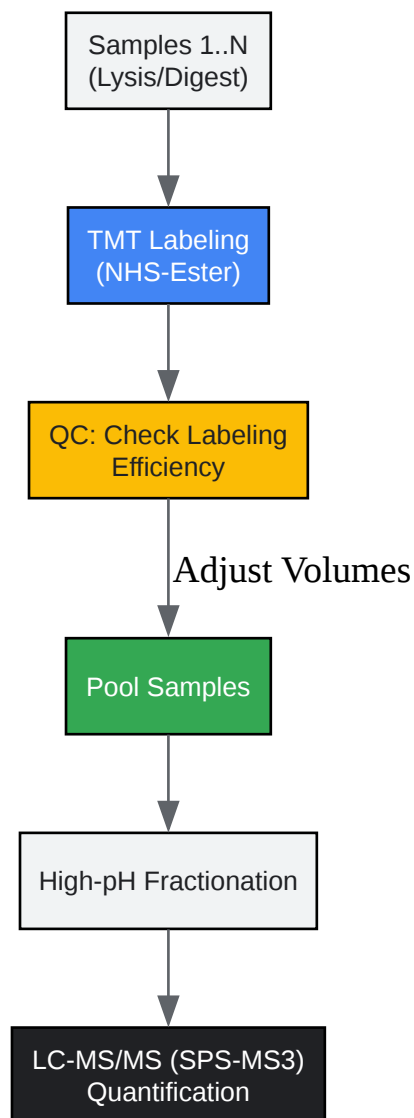 Samples 1..N
(Lysis/Digest)
TMT Labeling
(NHS-Ester)
QC: Check Labeling
Efficiency
Adjust Volumes
Pool Samples
High-pH Fractionation
LC-MS/MS (SPS-MS3)
Quantification